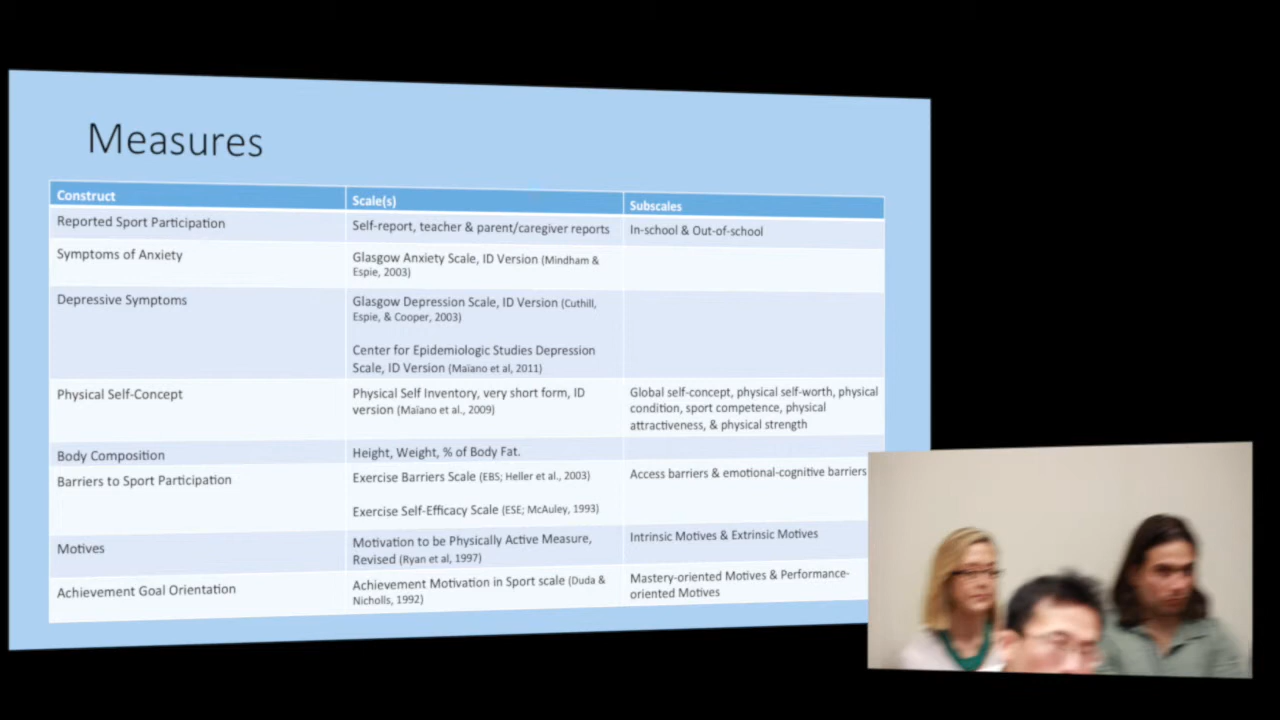 Measures
Construct
Scale(s)
Subscales
Reported Sport Participation
Self-report, teacher & parent/caregiver reports
In-school & Out-of-school
Symptoms of Anxiety
Glasgow Anxiety Scale, ID Version (Mindham &
Espie, 2003)
Depressive Symptoms
Glasgow Depression Scale, ID Version (Cuthill,
Espie, & Cooper, 2003)
Center for Epidemiologic Studies Depression
Scale, ID Version (Maïano et al, 2011)
Physical Self-Concept
Physical Self Inventory, very short form, ID
version (Maïano et al., 2009)
Global self-concept, physical self-worth, physical
condition, sport competence, physical
attractiveness, & physical strength
Body Composition
Height, Weight, % of Body Fat.
Barriers to Sport Participation
Exercise Barriers Scale (EBS; Heller et al., 2003)
Exercise Self-Efficacy Scale (ESE; McAuley, 1993)
Access barriers & emotional-cognitive barriers
Motives
Motivation to be Physically Active Measure,
Revised (Ryan et al, 1997)
Intrinsic Motives & Extrinsic Motives
Achievement Goal Orientation
Achievement Motivation in Sport scale (Duda &
Nicholls, 1992)
Mastery-oriented Motives & Performance-
oriented Motives